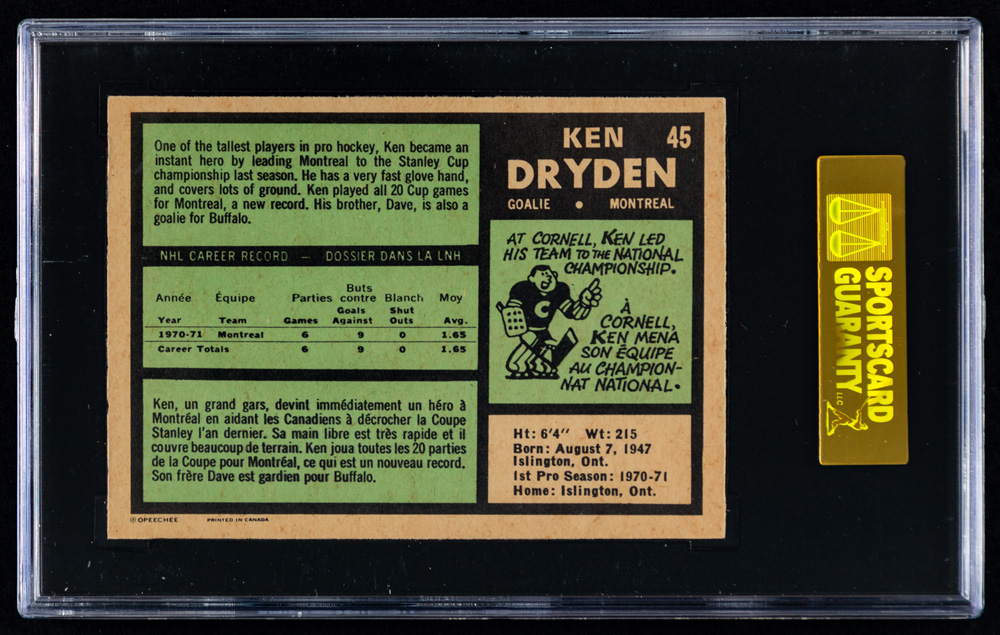 One of the tallest players in pro hockey, Ken became an
instant hero by leading Montreal to the Stanley Cup
championship last season. He has a very fast glove hand,
and covers lots of ground. Ken played all 20 Cup games
for Montreal, a new record. His brother, Dave, is also a
goalie for Buffalo.
NHL CAREER RECORD — DOSSIER DANS LA LNH
Année Équipe Parties Buts contre Blanch Moy
Year Team Games Goals Against Shut Outs Avg.
1970-71 Montreal 6 9 0 1.65
Career Totals 6 9 0 1.65
Ken, un grand gars, devint immédiatement un héro à
Montréal en aidant les Canadiens à décrocher la Coupe
Stanley l'an dernier. Sa main libre est très rapide et il
couvre beaucoup de terrain. Ken joua toutes les 20 parties
de la Coupe pour Montréal, ce qui est un nouveau record.
Son frère Dave est gardien pour Buffalo.
© OPEECHEE PRINTED IN CANADA
KEN 45
DRYDEN
GOALIE • MONTREAL
AT CORNELL, KEN LED
HIS TEAM TO THE NATIONAL
CHAMPIONSHIP.
C
À
CORNELL,
KEN MENA
SON ÉQUIPE
AU CHAMPION-
NAT NATIONAL.
Ht: 6'4" Wt: 215
Born: August 7, 1947
Islington, Ont.
1st Pro Season: 1970-71
Home: Islington, Ont.
SPORTSCARD
GUARANTY LLC